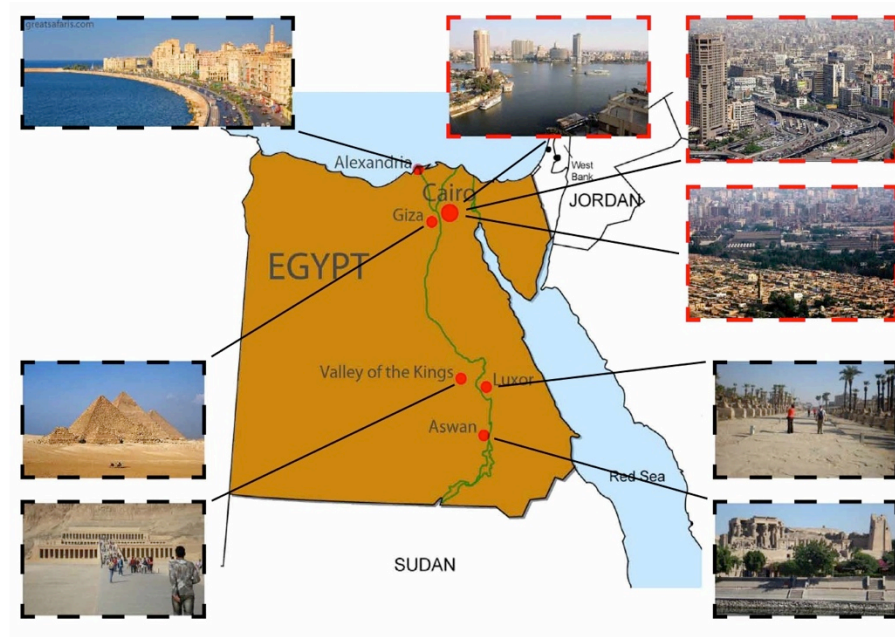 greatsafaris.com
Alexandria
Cairo
Giza
West
Bank
JORDAN
EGYPT
Valley of the Kings
Luxor
Aswan
Red Sea
SUDAN